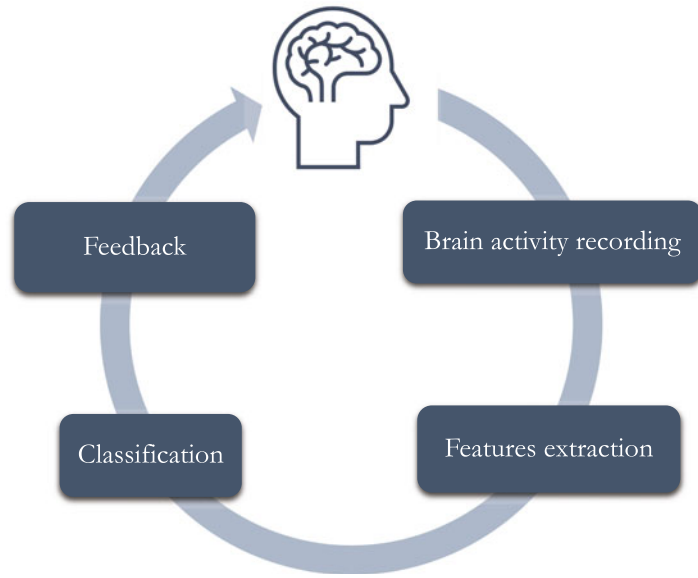 Feedback
Brain activity recording
Classification
Features extraction